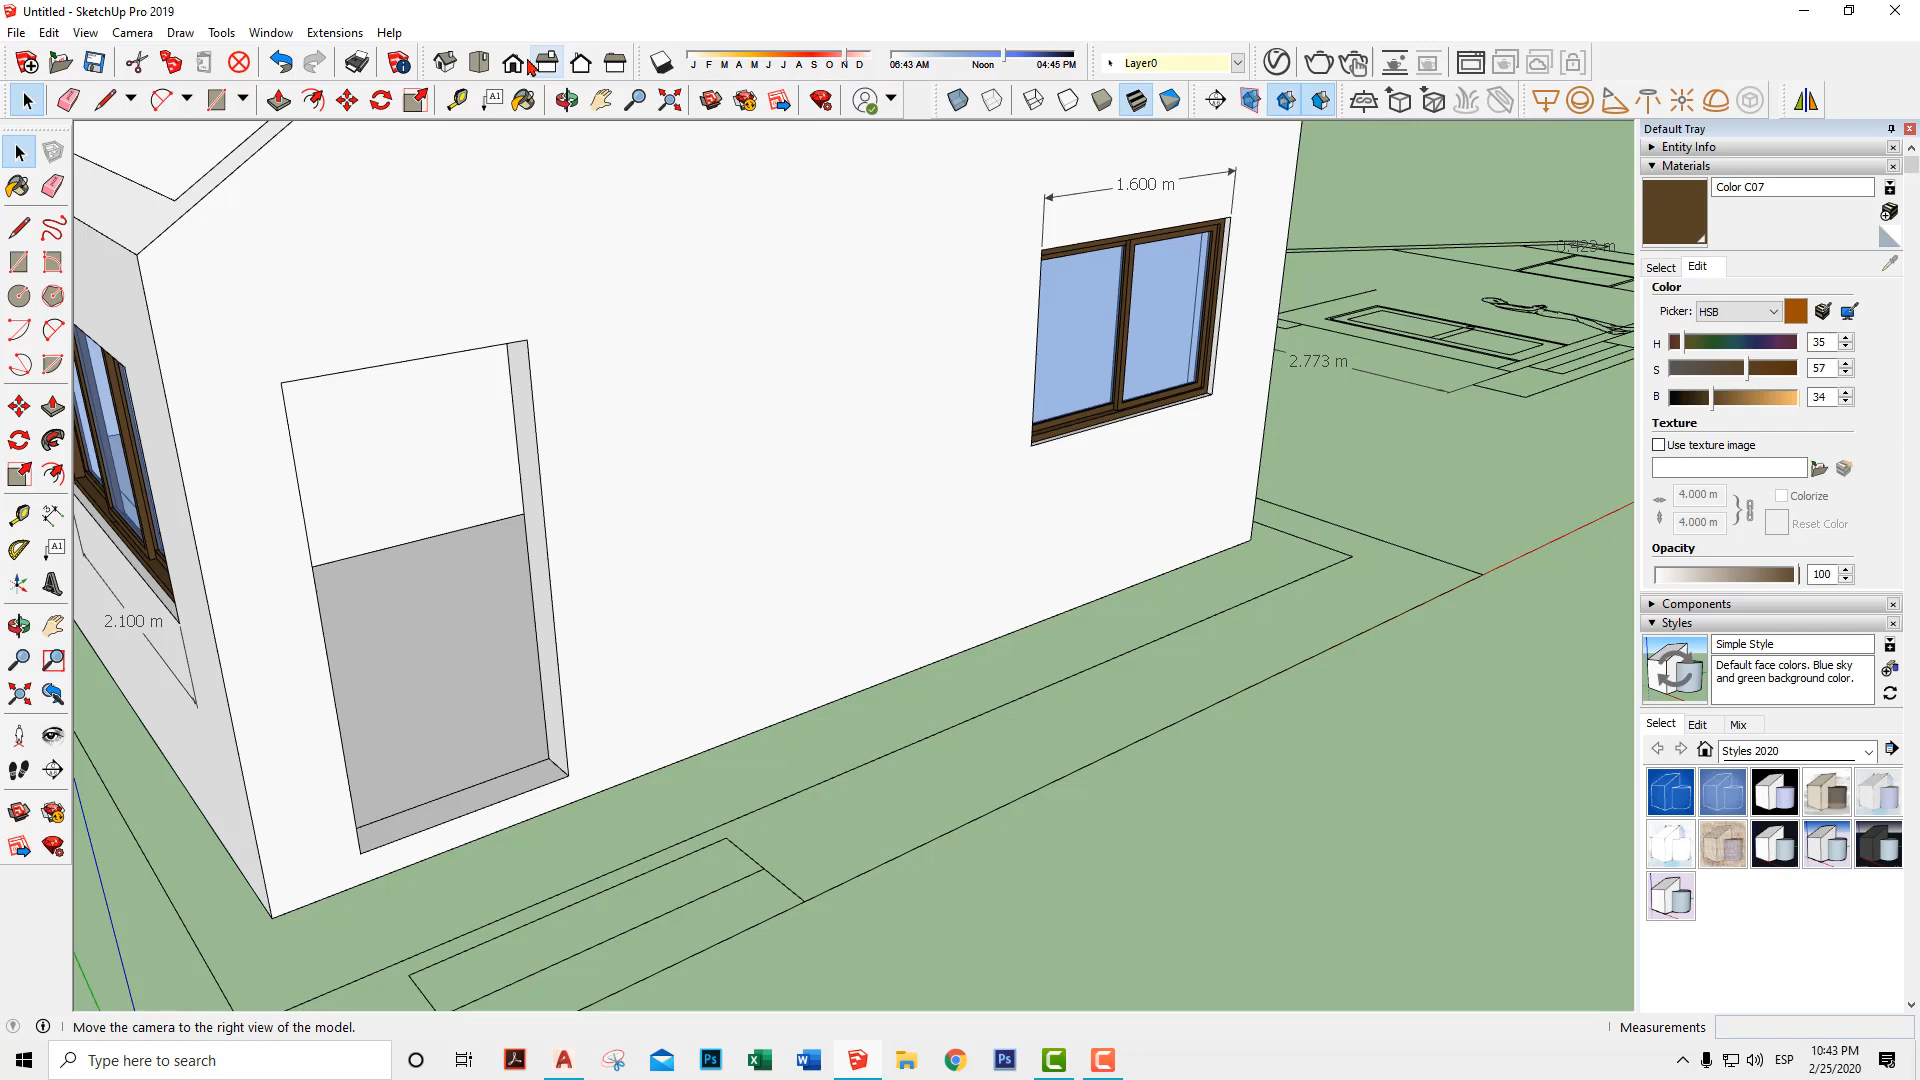 Untitled - SketchUp Pro 2019
File Edit View Camera Draw Tools Window Extensions Help
J F M A M J J A S O N D
06:43 AM Noon 04:45 PM
Layer0
A1
Default Tray
Entity Info
Materials
Color C07
Select Edit
Color
Picker: HSB
H 35
S 57
B 34
Texture
Use texture image
4.000 m
Colorize
4.000 m
Reset Color
Opacity
100
Components
Styles
Simple Style
Default face colors. Blue sky
and green background color.
Select Edit Mix
Styles 2020
1.600 m
0.423 m
2.773 m
2.100 m
A1
Move the camera to the right view of the model.
Measurements
Type here to search
ESP
10:43 PM
2/25/2020